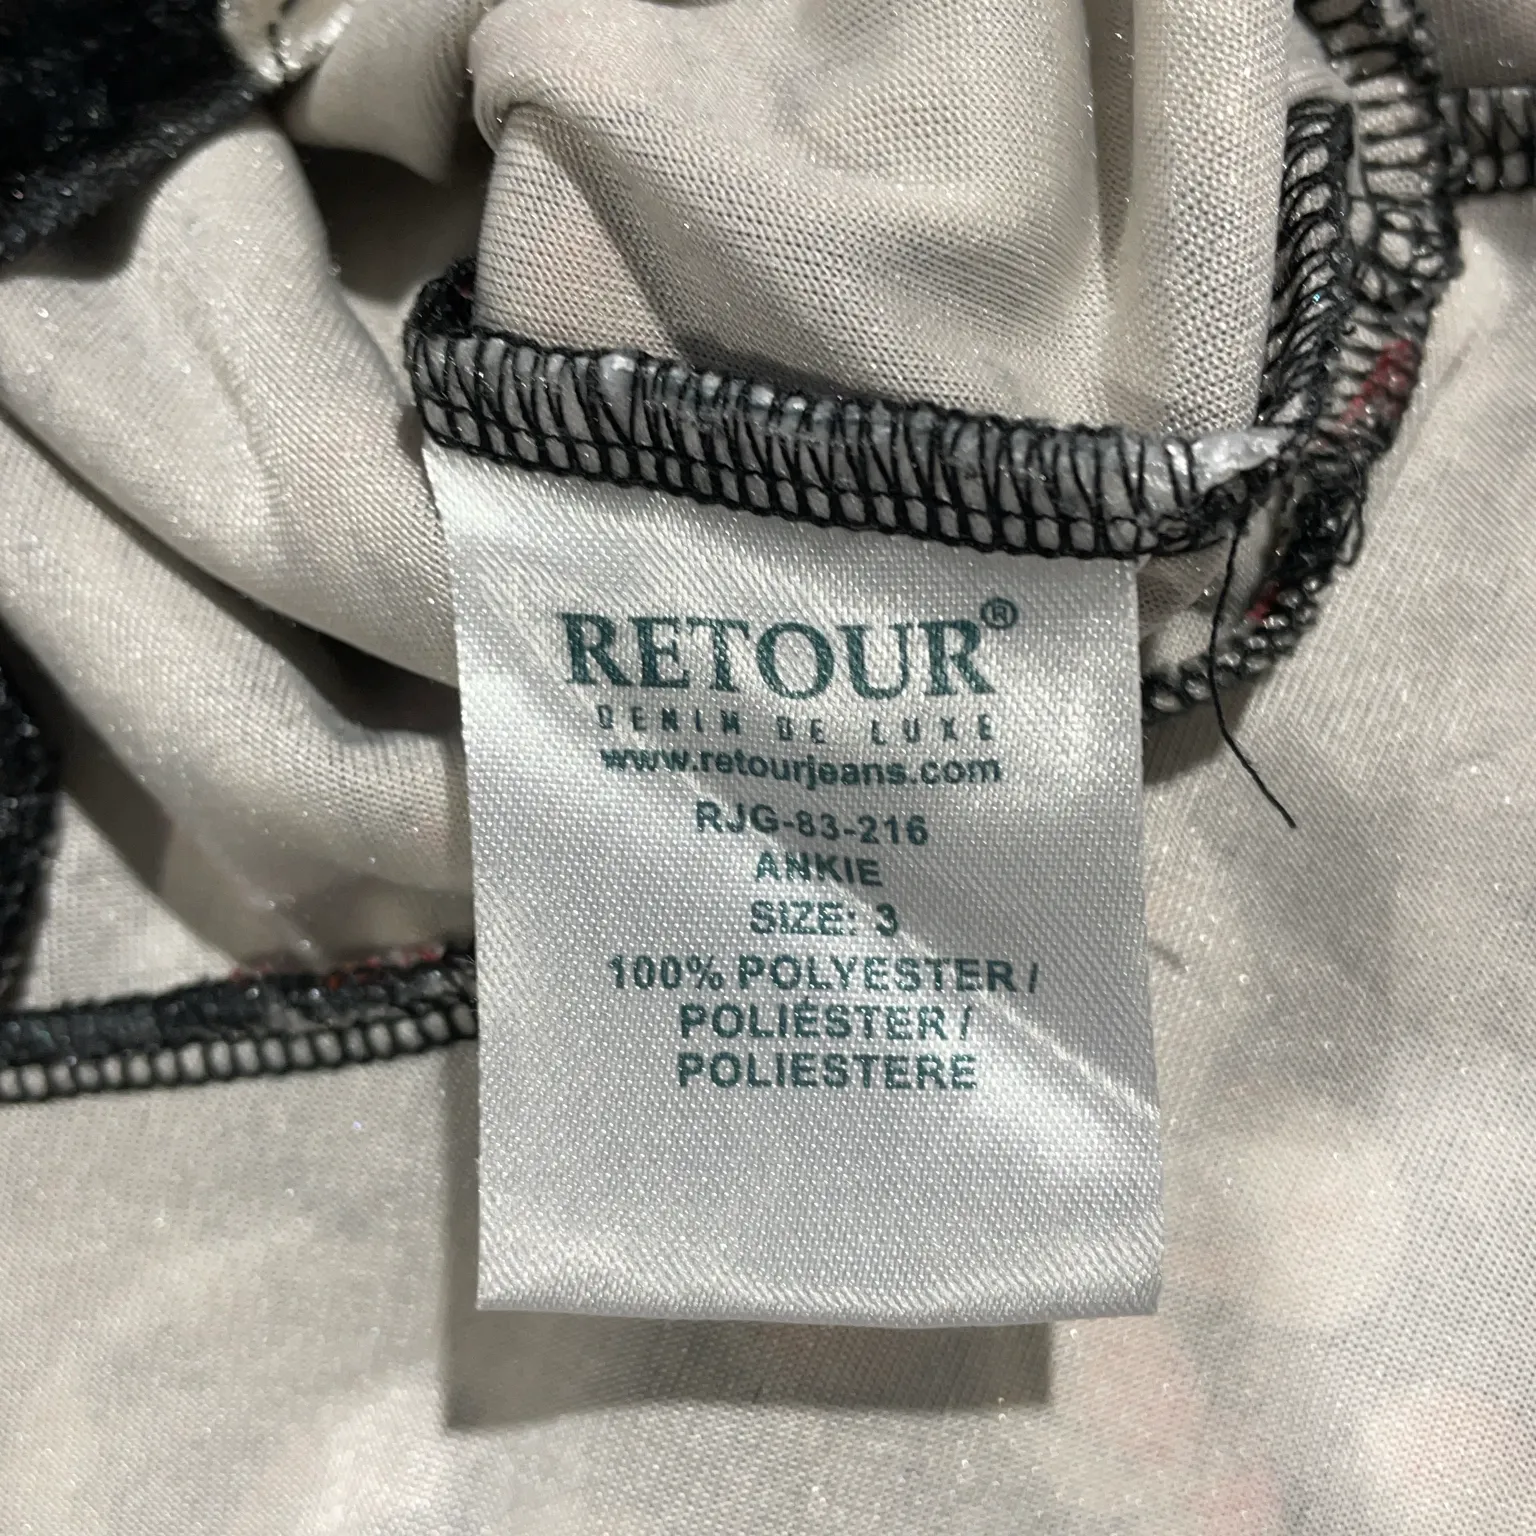 RETOUR®
DENIM DE LUXE
www.retourjeans.com
RJG-83-216
ANKIE
SIZE: 3
100% POLYESTER /
POLIÉSTER /
POLIESTERE